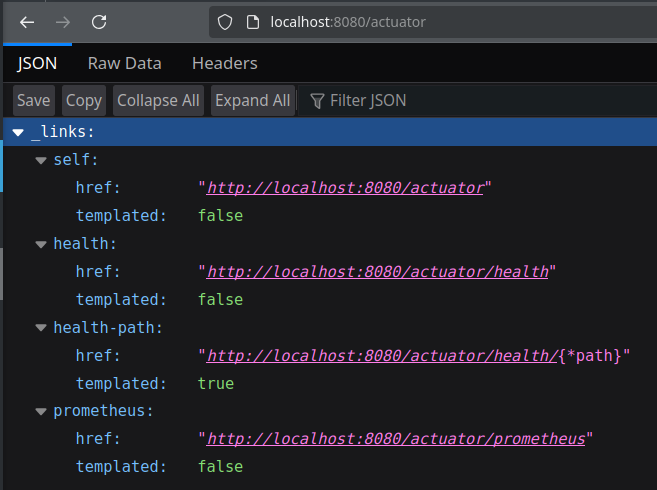 localhost:8080/actuator
JSON Raw Data Headers
Save Copy Collapse All Expand All Filter JSON
_links:
self:
href: "http://localhost:8080/actuator"
templated: false
health:
href: "http://localhost:8080/actuator/health"
templated: false
health-path:
href: "http://localhost:8080/actuator/health/{*path}"
templated: true
prometheus:
href: "http://localhost:8080/actuator/prometheus"
templated: false